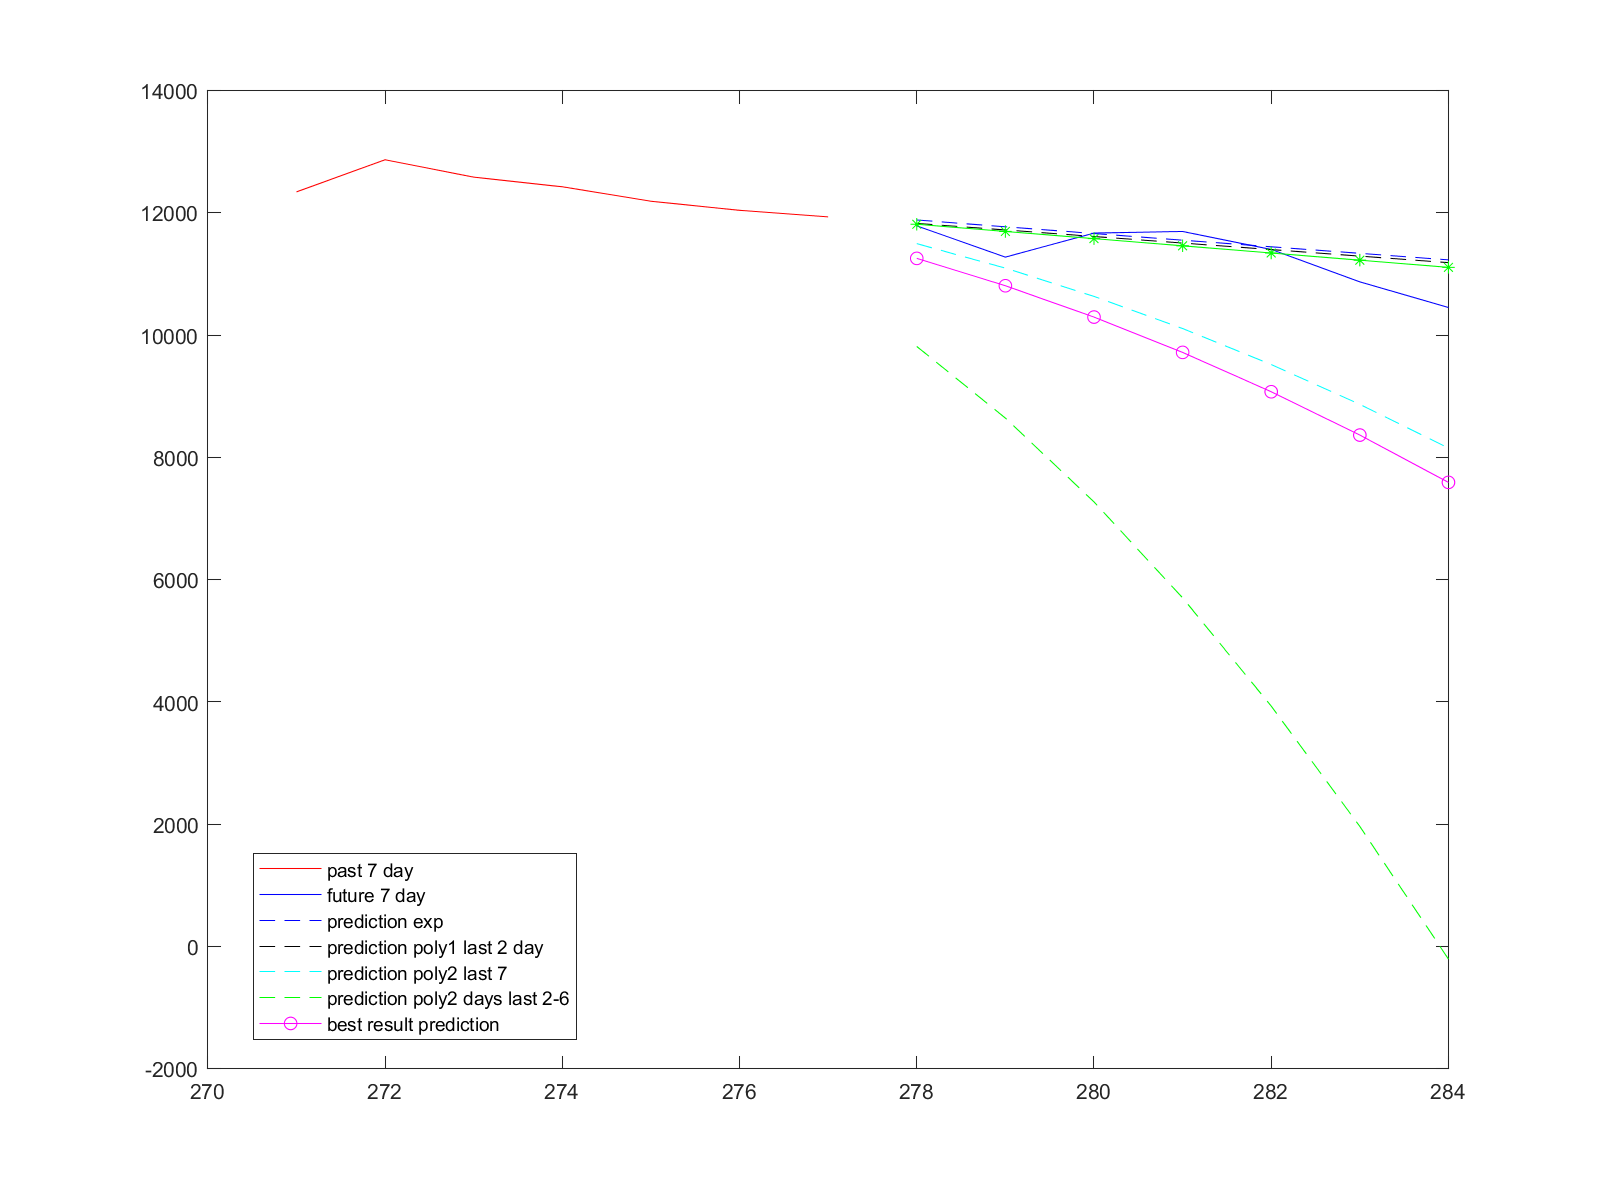 14000
12000
10000
8000
6000
4000
2000
0
-2000
270 272 274 276 278 280 282 284
past 7 day
future 7 day
prediction exp
prediction poly1 last 2 day
prediction poly2 last 7
prediction poly2 days last 2-6
best result prediction